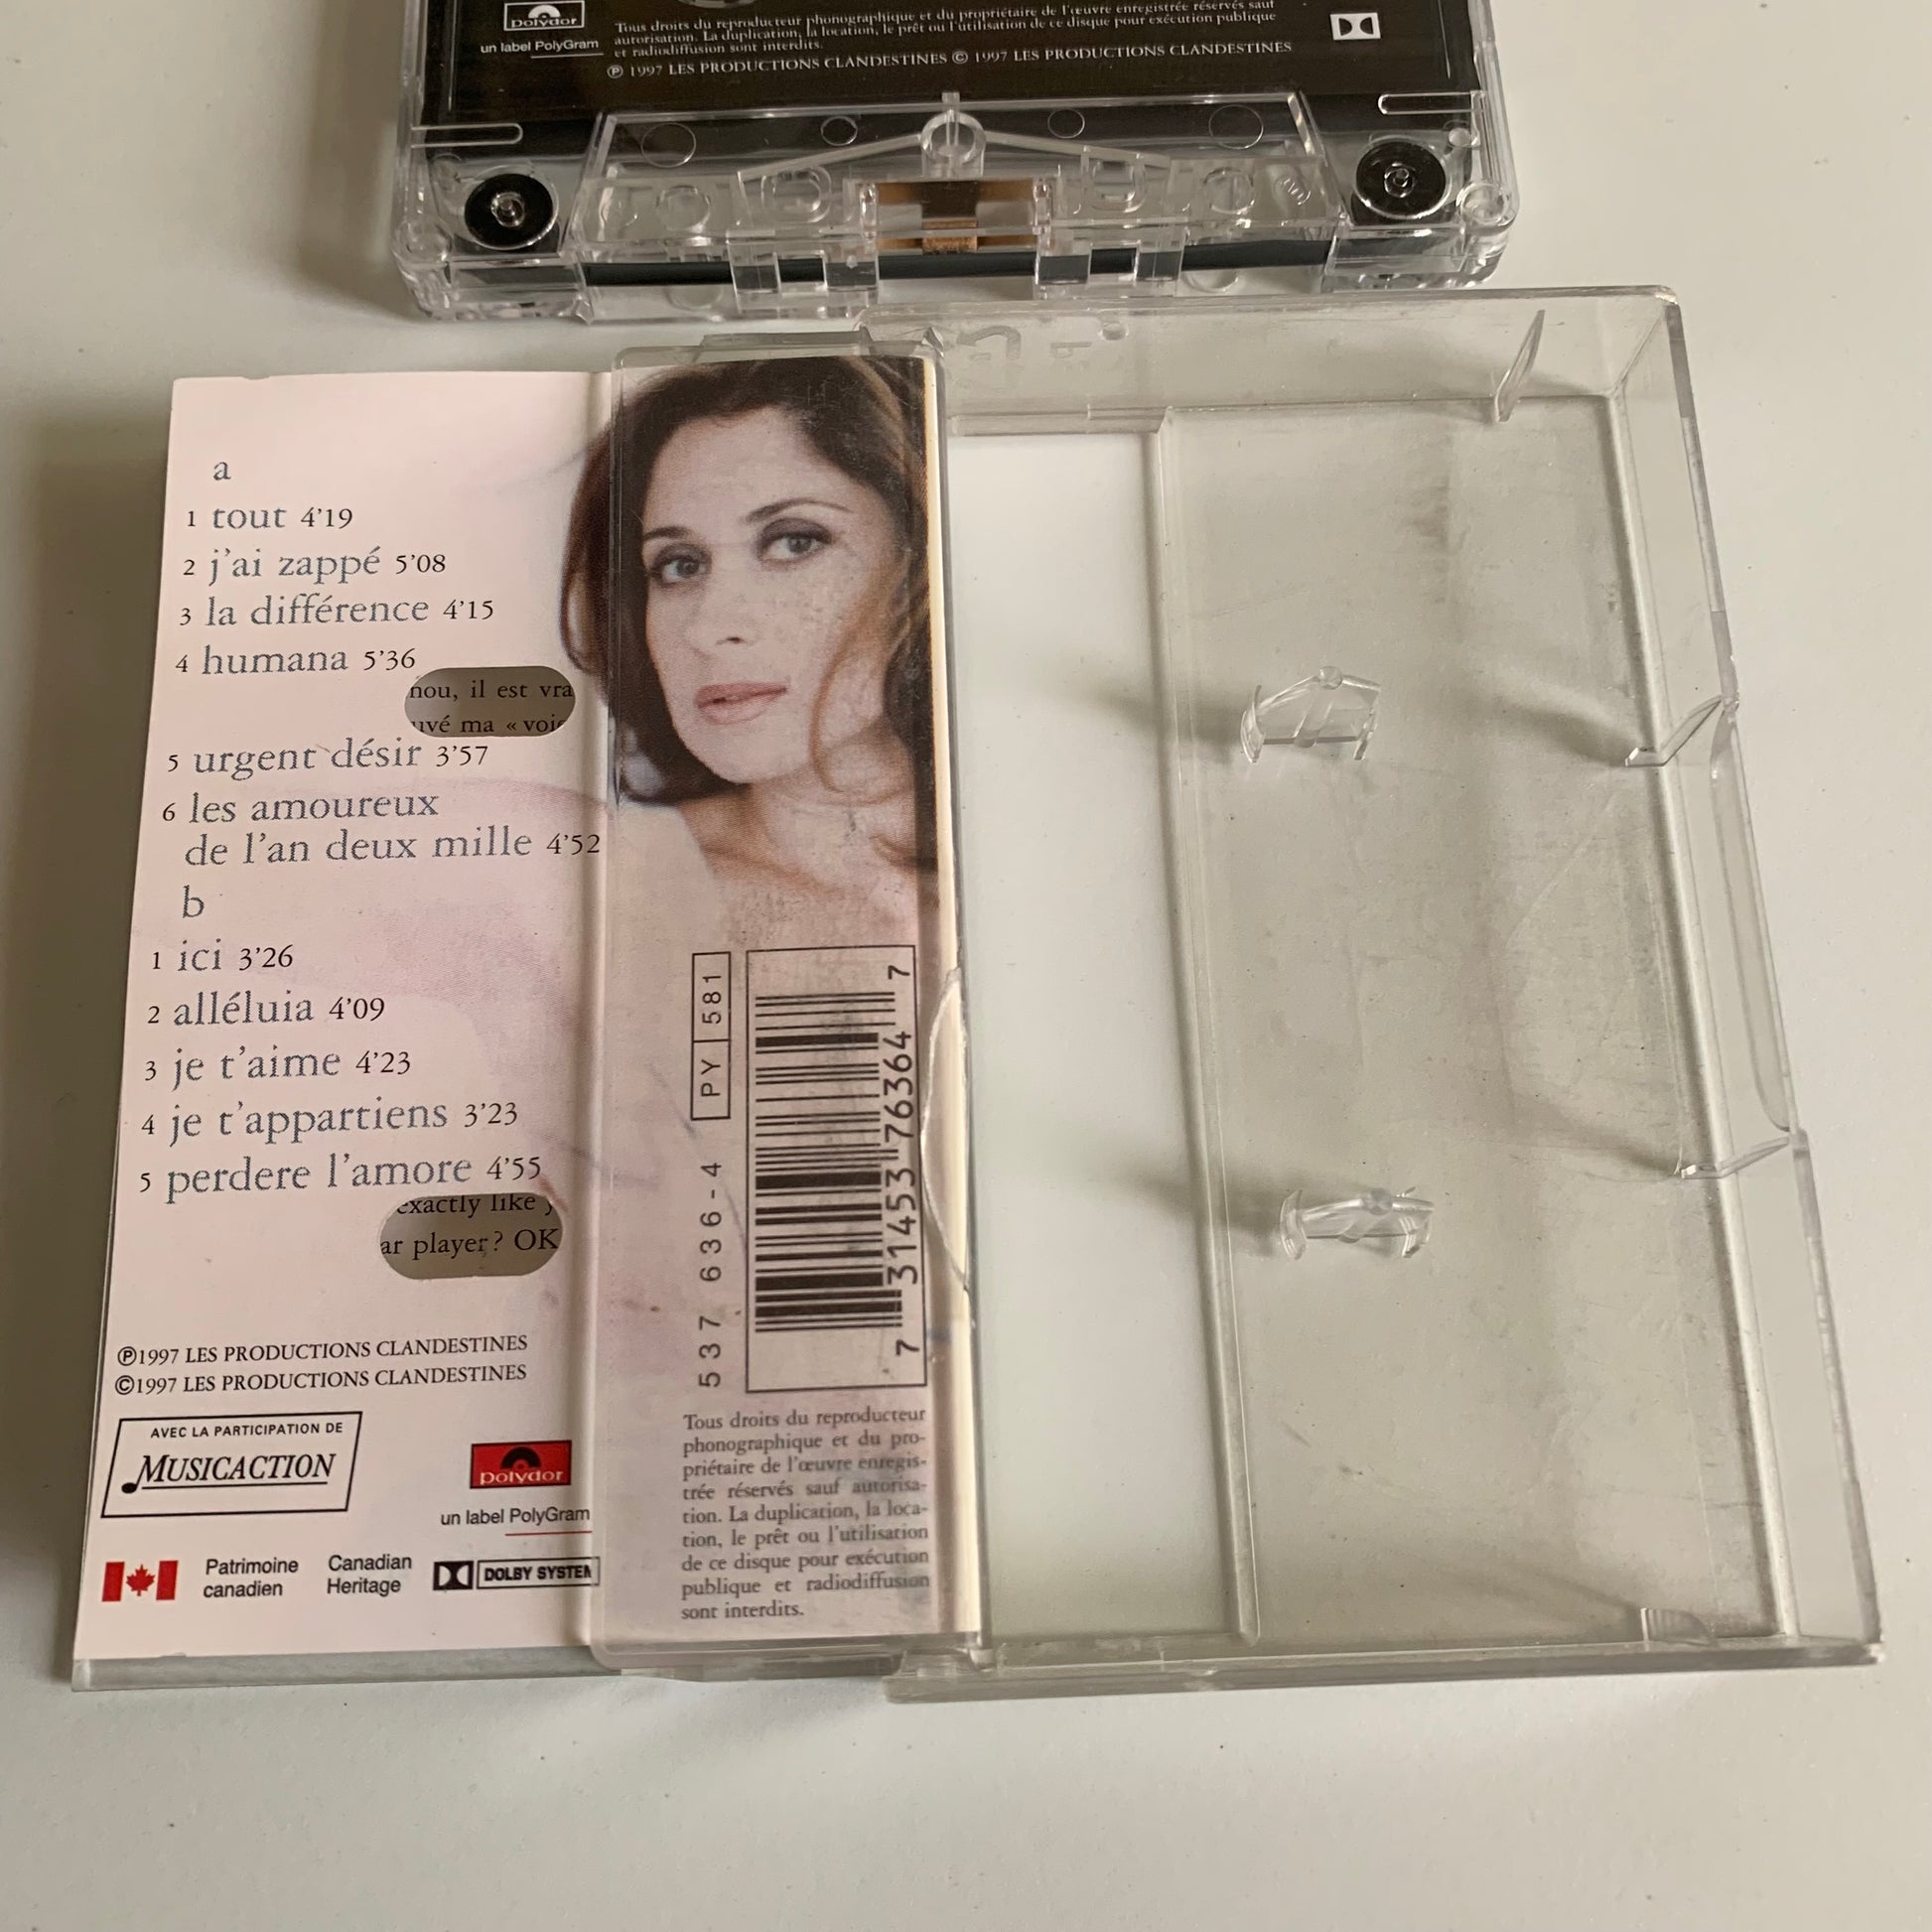 Polydor
un label PolyGram
Tous droits du reproducteur phonographique et du propriétaire de l'œuvre enregistrée réservés sauf
autorisation. La duplication, la location, le prêt ou l'utilisation de ce disque pour exécution publique
et radiodiffusion sont interdits.
℗ 1997 LES PRODUCTIONS CLANDESTINES © 1997 LES PRODUCTIONS CLANDESTINES
a
1 tout 4'19
2 j'ai zappé 5'08
3 la différence 4'15
4 humana 5'36
nou, il est vra
uvé ma « voi
5 urgent désir 3'57
6 les amoureux
de l'an deux mille 4'52
b
1 ici 3'26
2 alléluia 4'09
3 je t'aime 4'23
4 je t'appartiens 3'23
5 perdere l'amore 4'55
exactly like
ar player? OK
℗1997 LES PRODUCTIONS CLANDESTINES
©1997 LES PRODUCTIONS CLANDESTINES
AVEC LA PARTICIPATION DE
MUSICACTION
Polydor
un label PolyGram
Patrimoine
canadien
Canadian
Heritage
DOLBY SYSTEM
PY 581
537 636-4
7 31453 76364 7
Tous droits du reproducteur
phonographique et du pro-
priétaire de l'œuvre enregis-
trée réservés sauf autorisa-
tion. La duplication, la loca-
tion, le prêt ou l'utilisation
de ce disque pour exécution
publique et radiodiffusion
sont interdits.